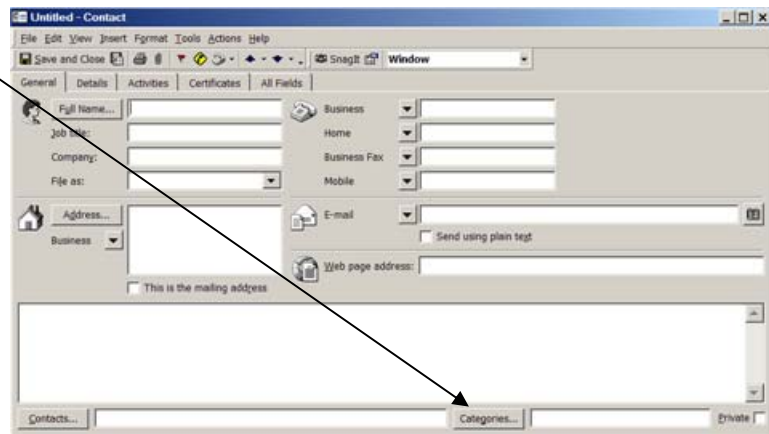 Untitled - Contact
File Edit View Insert Format Tools Actions Help
Save and Close SnagIt Window
General Details Activities Certificates All Fields
Full Name... Business
Job title: Home
Company: Business Fax
File as: Mobile
Address... E-mail
Business Send using plain text
Web page address:
This is the mailing address
Contacts... Categories... Private